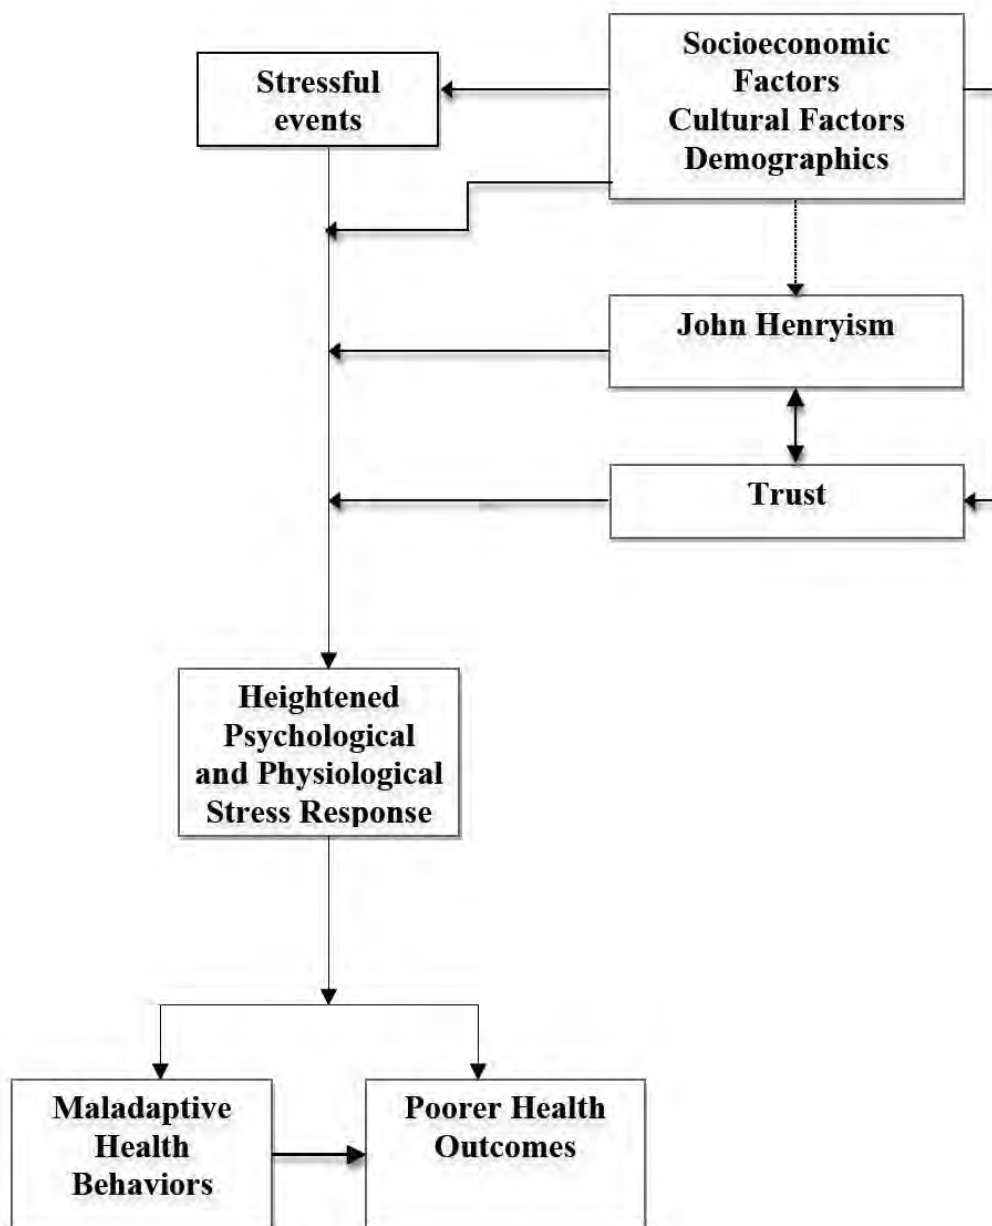 Stressful
events
Socioeconomic
Factors
Cultural Factors
Demographics
John Henryism
Trust
Heightened
Psychological
and Physiological
Stress Response
Maladaptive
Health
Behaviors
Poorer Health
Outcomes